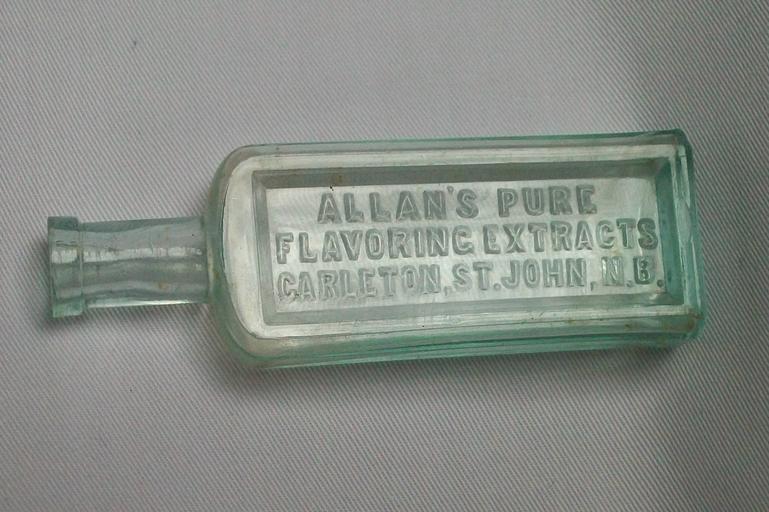 ALLAN'S PURE
FLAVORING EXTRACTS
CARLETON, ST. JOHN, N.B.